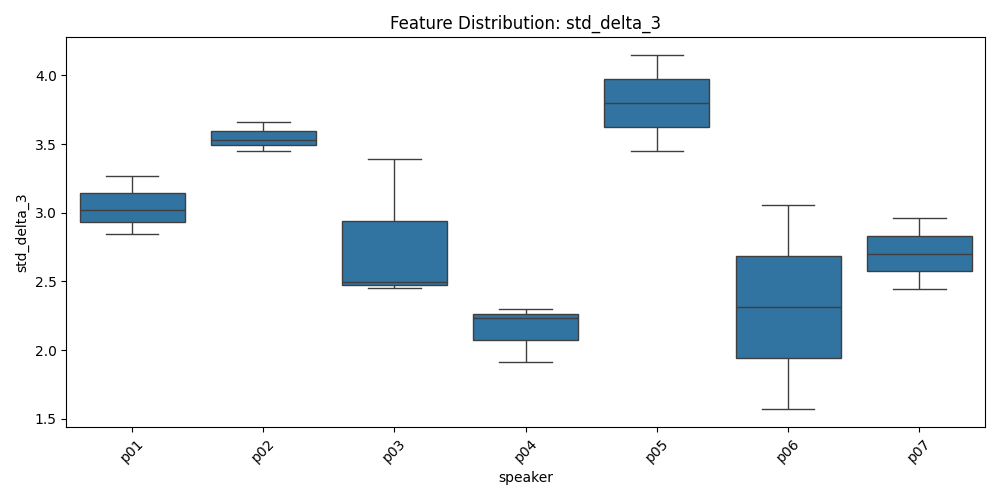 Feature Distribution: std_delta_3
std_delta_3
4.0
3.5
3.0
2.5
2.0
1.5
p01 p02 p03 p04 p05 p06 p07
speaker